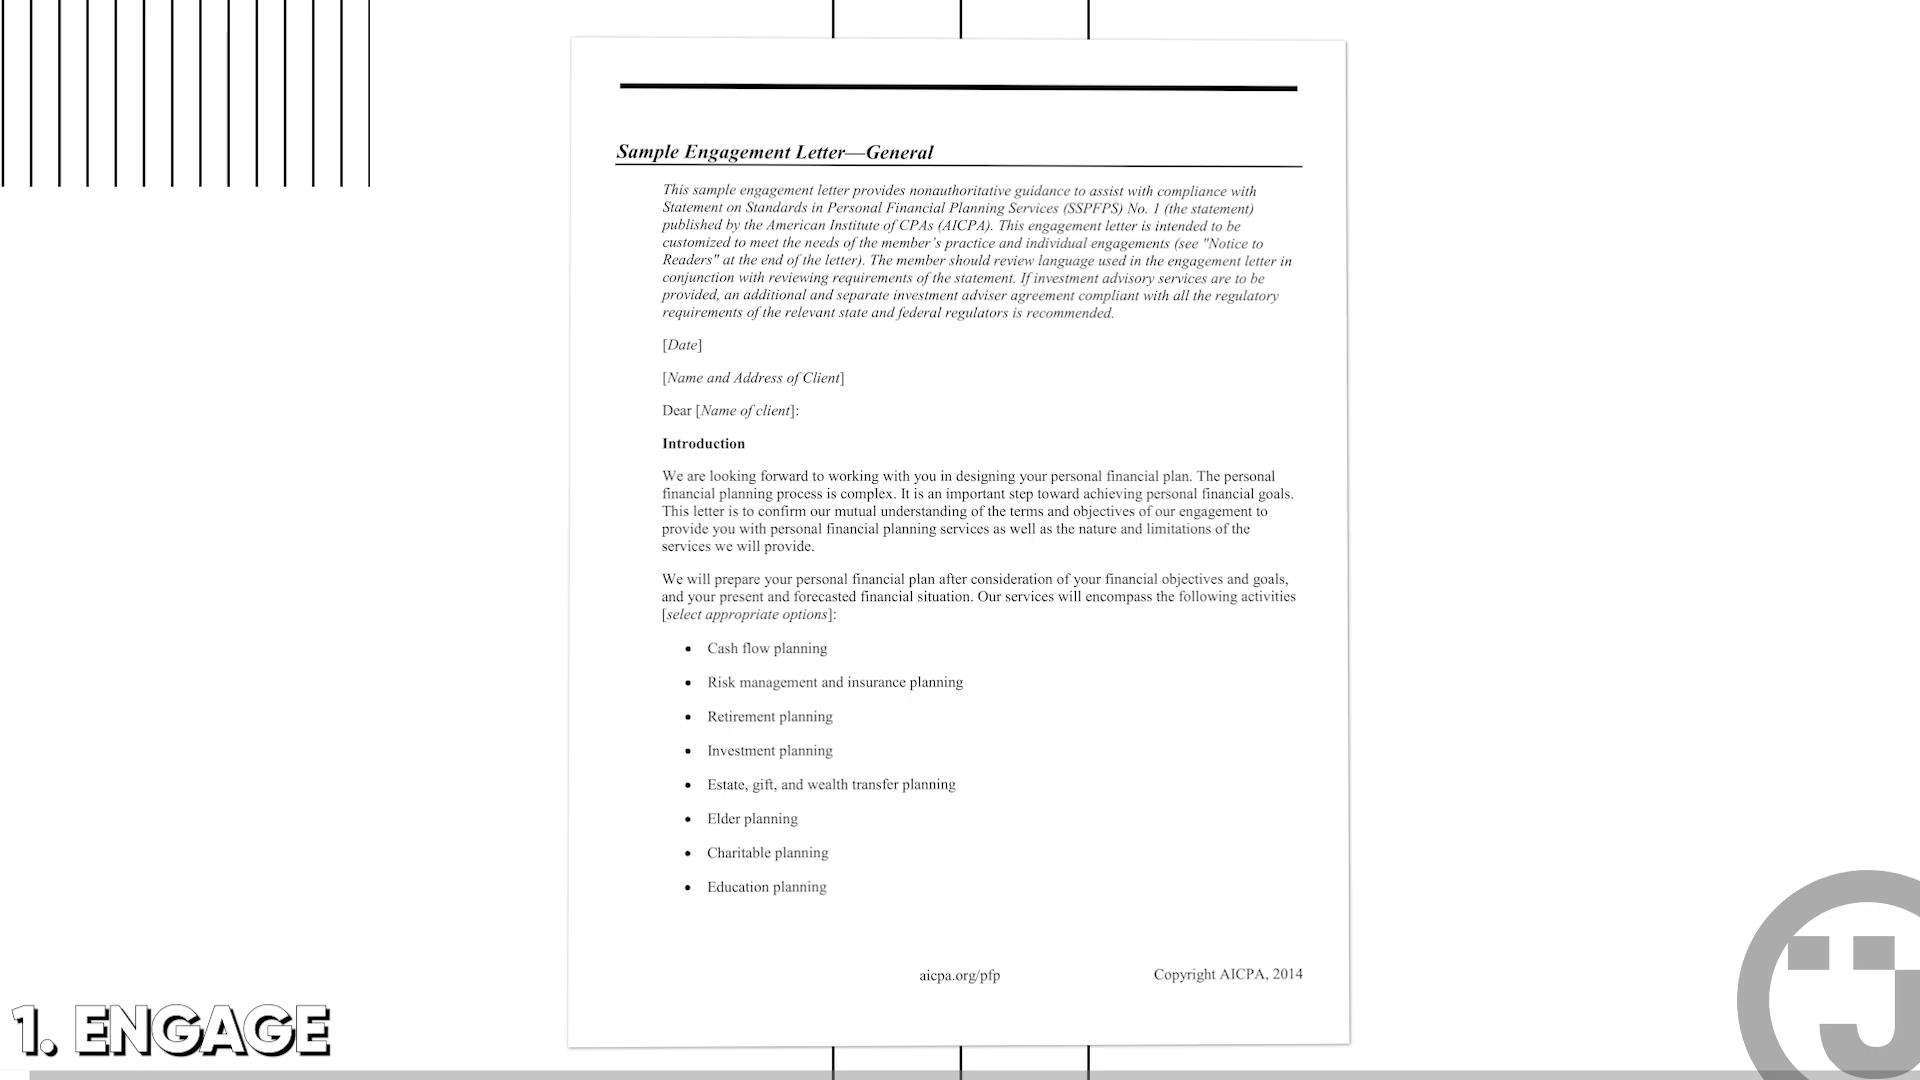 Sample Engagement Letter—General
This sample engagement letter provides nonauthoritative guidance to assist with compliance with
Statement on Standards in Personal Financial Planning Services (SSPFPS) No. 1 (the statement)
published by the American Institute of CPAs (AICPA). This engagement letter is intended to be
customized to meet the needs of the member's practice and individual engagements (see "Notice to
Readers" at the end of the letter). The member should review language used in the engagement letter in
conjunction with reviewing requirements of the statement. If investment advisory services are to be
provided, an additional and separate investment adviser agreement compliant with all the regulatory
requirements of the relevant state and federal regulators is recommended.
[Date]
[Name and Address of Client]
Dear [Name of client]:
Introduction
We are looking forward to working with you in designing your personal financial plan. The personal
financial planning process is complex. It is an important step toward achieving personal financial goals.
This letter is to confirm our mutual understanding of the terms and objectives of our engagement to
provide you with personal financial planning services as well as the nature and limitations of the
services we will provide.
We will prepare your personal financial plan after consideration of your financial objectives and goals,
and your present and forecasted financial situation. Our services will encompass the following activities
[select appropriate options]:
• Cash flow planning
• Risk management and insurance planning
• Retirement planning
• Investment planning
• Estate, gift, and wealth transfer planning
• Elder planning
• Charitable planning
• Education planning
aicpa.org/pfp
Copyright AICPA, 2014
1. ENGAGE